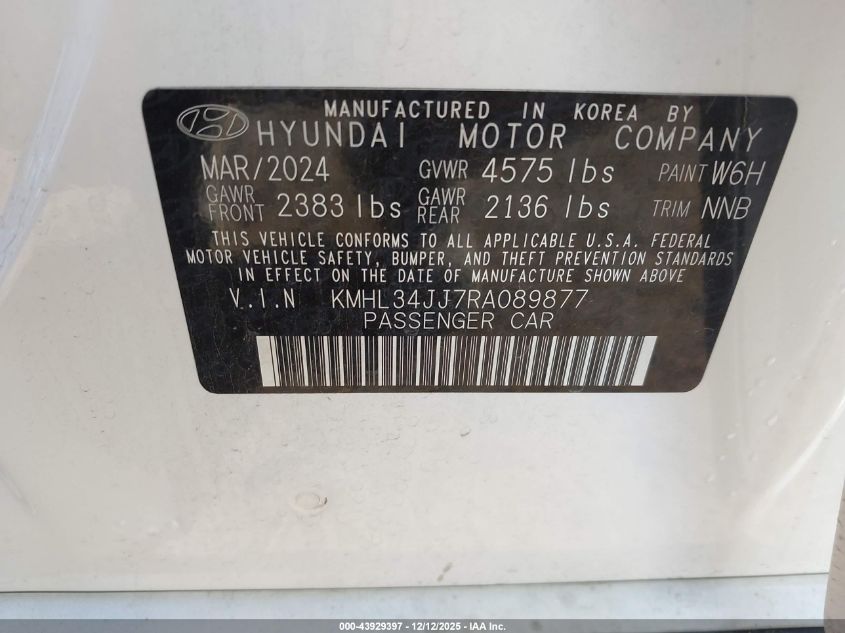 MANUFACTURED IN KOREA BY
HYUNDAI MOTOR COMPANY
MAR/2024 GVWR 4575 lbs PAINT W6H
GAWR FRONT 2383 lbs GAWR REAR 2136 lbs TRIM NNB
THIS VEHICLE CONFORMS TO ALL APPLICABLE U.S.A. FEDERAL
MOTOR VEHICLE SAFETY, BUMPER, AND THEFT PREVENTION STANDARDS
IN EFFECT ON THE DATE OF MANUFACTURE SHOWN ABOVE
V.I.N KMHL34JJ7RA089877
PASSENGER CAR
000-43929397 - 12/12/2025 - IAA Inc.